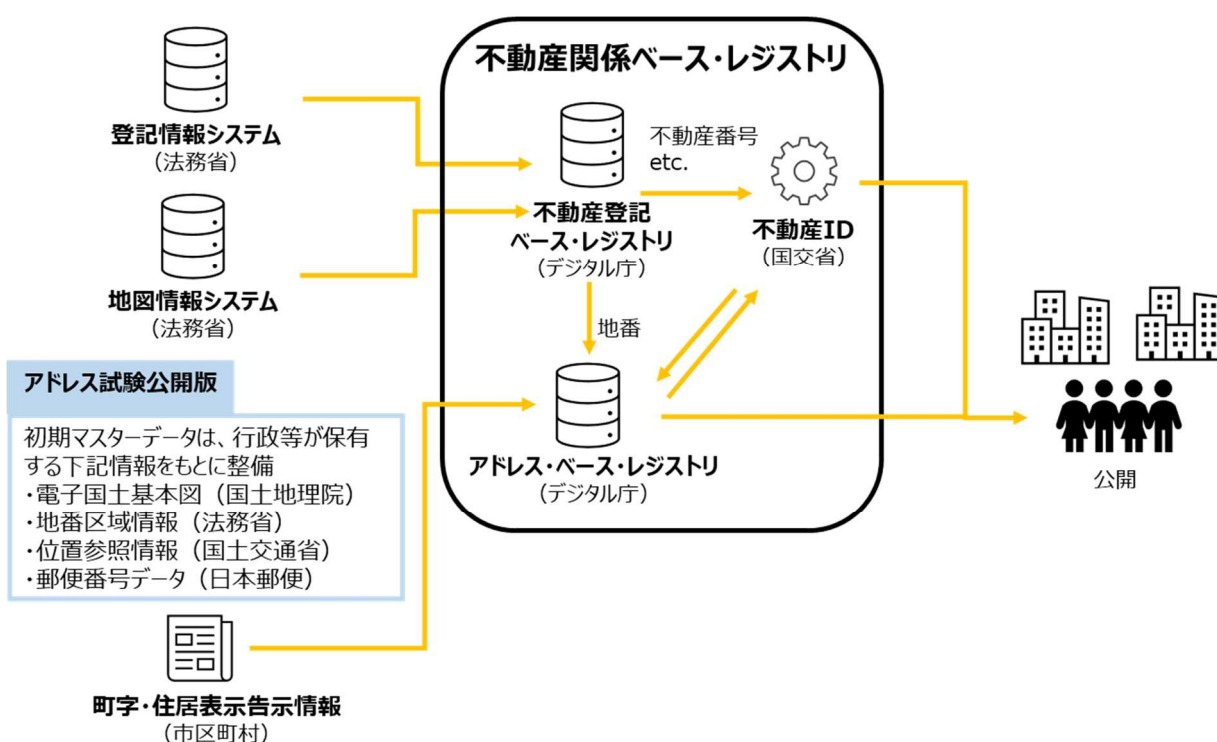 不動産関係ベース・レジストリ
登記情報システム
(法務省)
不動産番号
etc.
不動産登記
ベース・レジストリ
(デジタル庁)
不動産ID
(国交省)
地図情報システム
(法務省)
地番
アドレス試験公開版
初期マスターデータは、行政等が保有
する下記情報をもとに整備
・電子国土基本図(国土地理院)
・地番区域情報(法務省)
・位置参照情報(国土交通省)
・郵便番号データ(日本郵便)
アドレス・ベース・レジストリ
(デジタル庁)
公開
町字・住居表示告示情報
(市区町村)